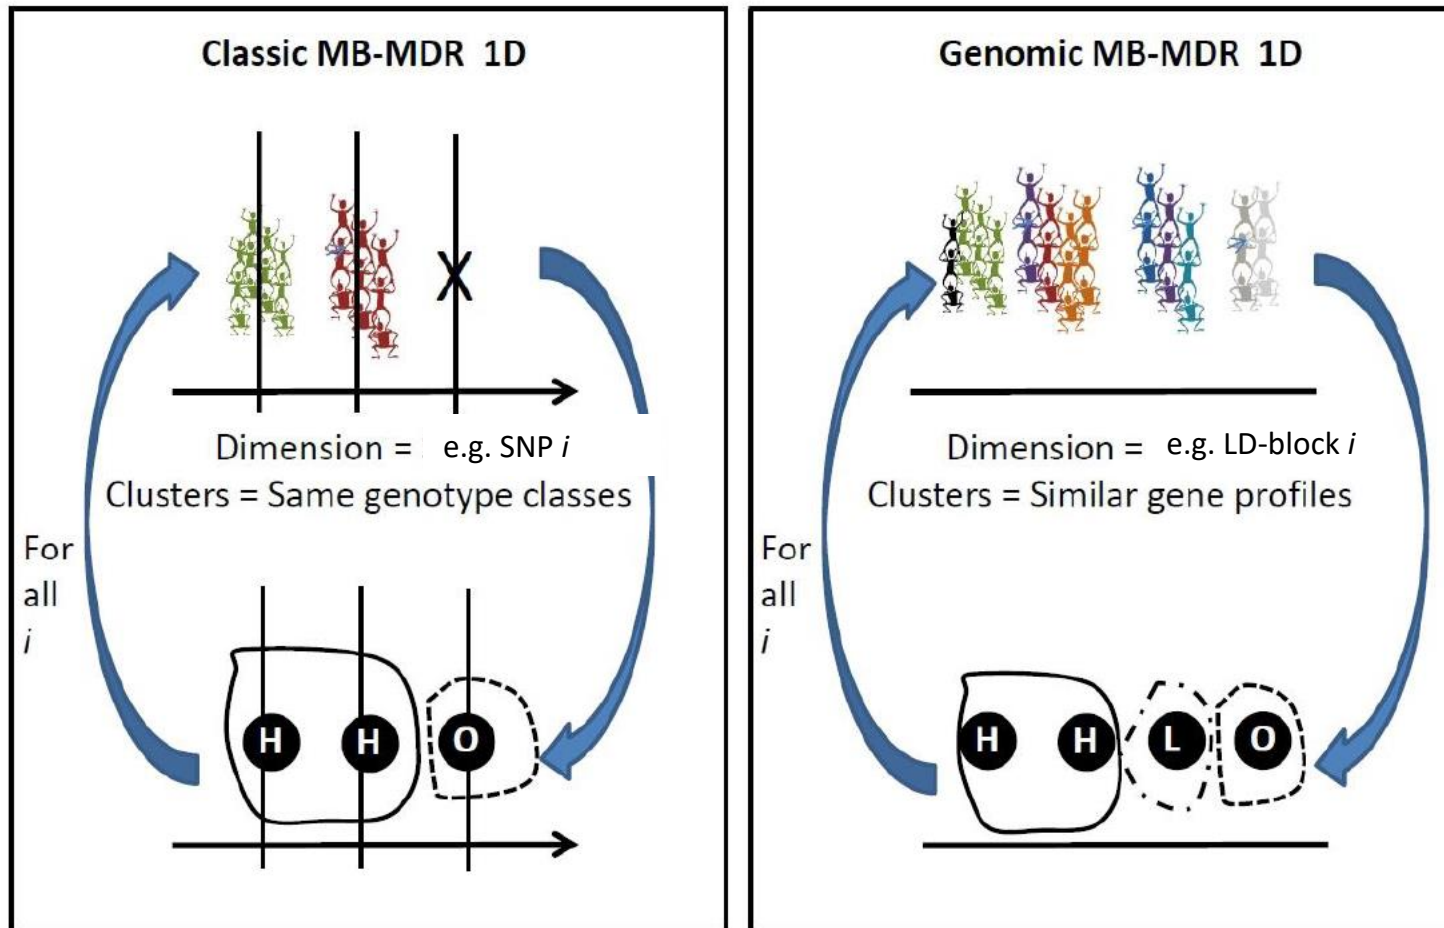 Classic MB-MDR 1D
X
Dimension = e.g. SNP i
Clusters = Same genotype classes
For
all
i
H H O
Genomic MB-MDR 1D
Dimension = e.g. LD-block i
Clusters = Similar gene profiles
For
all
i
H H L O